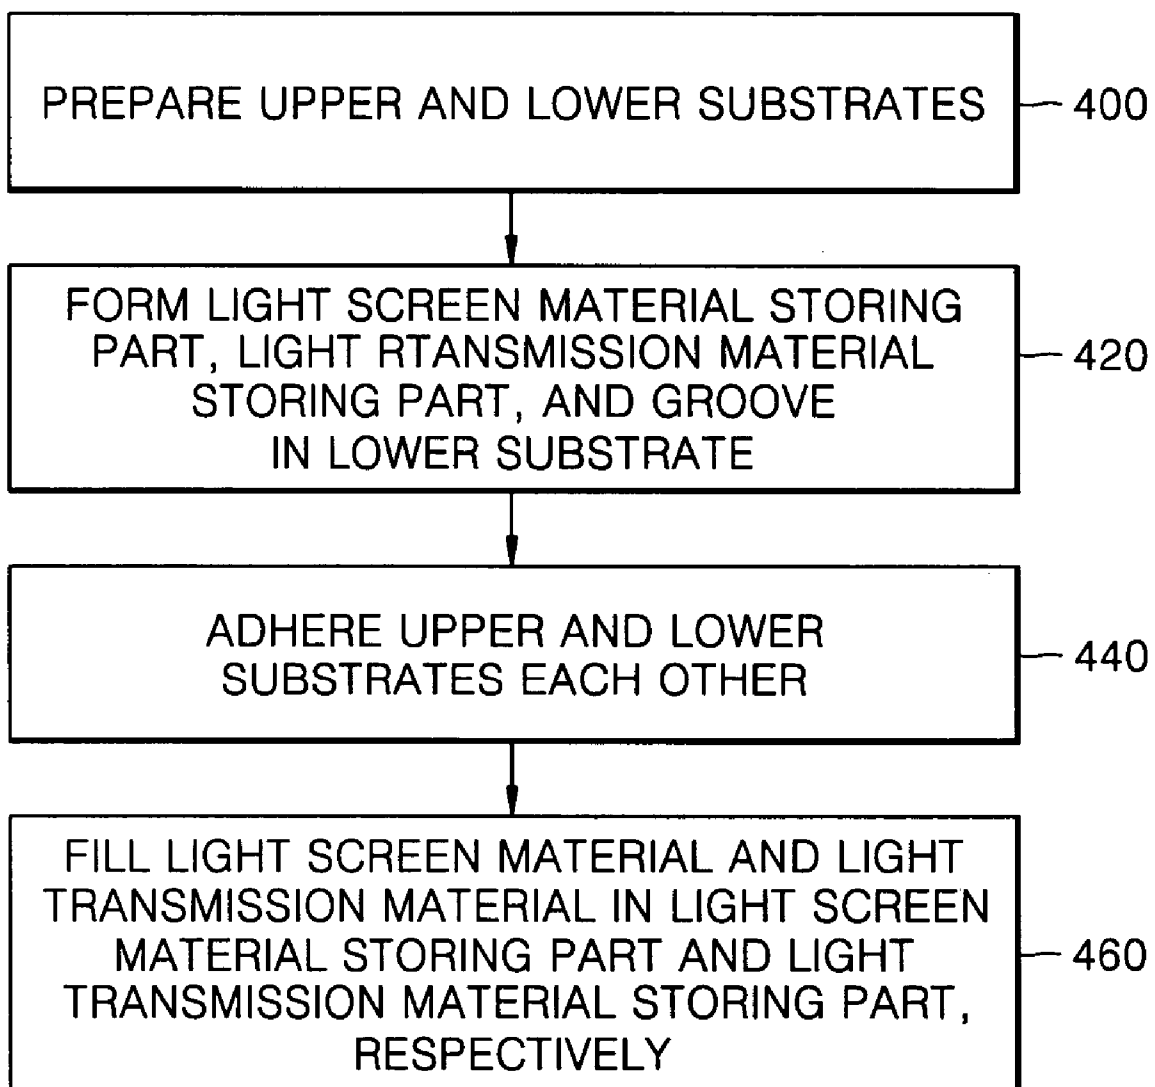 PREPARE UPPER AND LOWER SUBSTRATES
400
FORM LIGHT SCREEN MATERIAL STORING
PART, LIGHT RTANSMISSION MATERIAL
STORING PART, AND GROOVE
IN LOWER SUBSTRATE
420
ADHERE UPPER AND LOWER
SUBSTRATES EACH OTHER
440
FILL LIGHT SCREEN MATERIAL AND LIGHT
TRANSMISSION MATERIAL IN LIGHT SCREEN
MATERIAL STORING PART AND LIGHT
TRANSMISSION MATERIAL STORING PART,
RESPECTIVELY
460